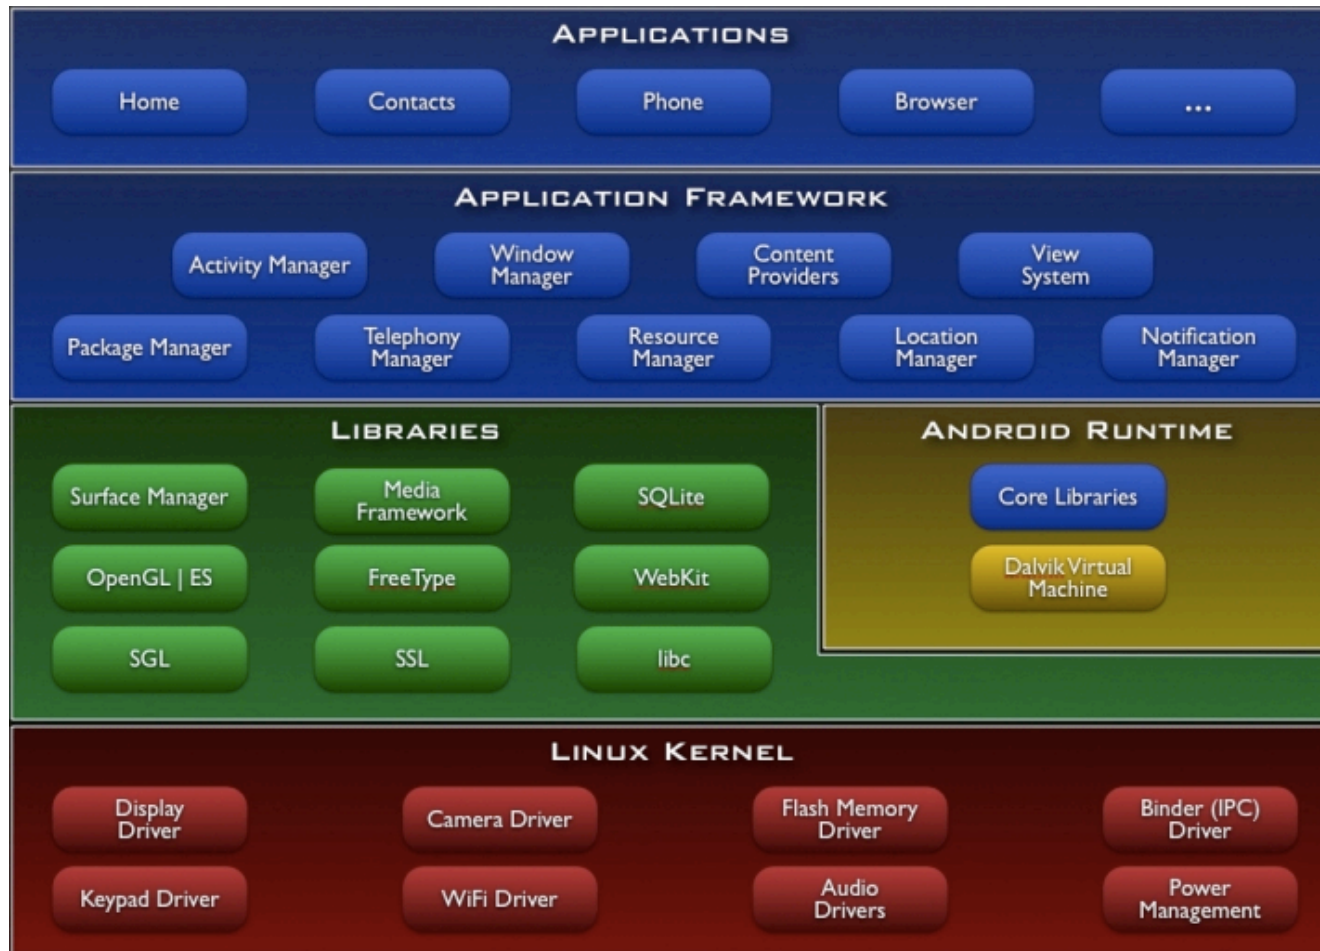 APPLICATIONS
Home
Contacts
Phone
Browser
...
APPLICATION FRAMEWORK
Activity Manager
Window
Manager
Content
Providers
View
System
Package Manager
Telephony
Manager
Resource
Manager
Location
Manager
Notification
Manager
LIBRARIES
Surface Manager
Media
Framework
SQLite
OpenGL | ES
FreeType
WebKit
SGL
SSL
libc
ANDROID RUNTIME
Core Libraries
Dalvik Virtual
Machine
LINUX KERNEL
Display
Driver
Camera Driver
Flash Memory
Driver
Binder (IPC)
Driver
Keypad Driver
WiFi Driver
Audio
Drivers
Power
Management